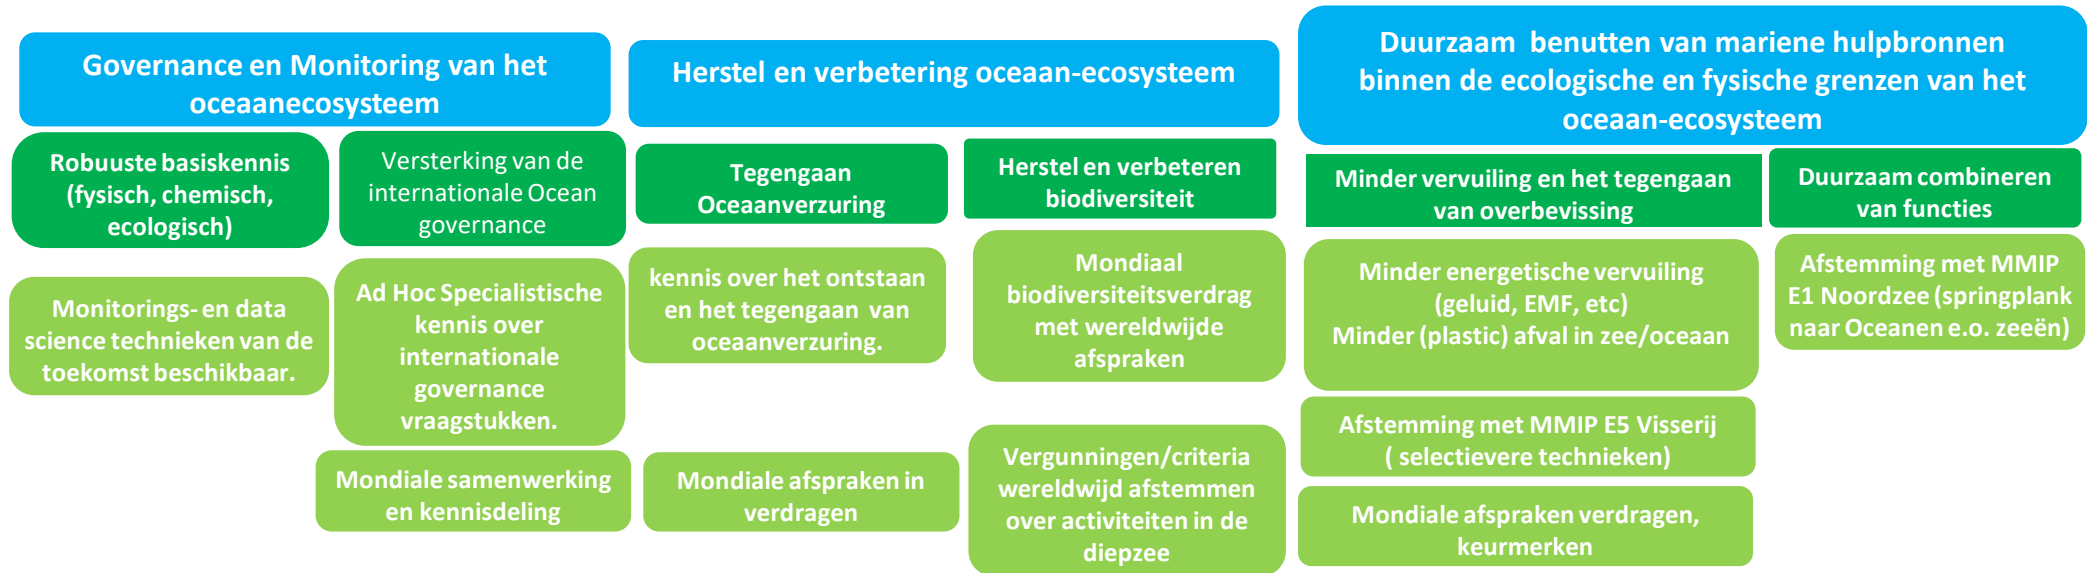 Governance en Monitoring van het
oceaanecosysteem
Herstel en verbetering oceaan-ecosysteem
Duurzaam benutten van mariene hulpbronnen
binnen de ecologische en fysische grenzen van het
oceaan-ecosysteem
Robuuste basiskennis
(fysisch, chemisch,
ecologisch)
Versterking van de
internationale Ocean
governance
Tegengaan
Oceaanverzuring
Herstel en verbeteren
biodiversiteit
Minder vervuiling en het tegengaan
van overbevissing
Duurzaam combineren
van functies
Monitorings- en data
science technieken van de
toekomst beschikbaar.
Ad Hoc Specialistische
kennis over
internationale
governance
vraagstukken.
kennis over het ontstaan
en het tegengaan van
oceaanverzuring.
Mondiaal
biodiversiteitsverdrag
met wereldwijde
afspraken
Minder energetische vervuiling
(geluid, EMF, etc)
Minder (plastic) afval in zee/oceaan
Afstemming met MMIP
E1 Noordzee (springplank
naar Oceanen e.o. zeeën)
Mondiale samenwerking
en kennisdeling
Mondiale afspraken in
verdragen
Vergunningen/criteria
wereldwijd afstemmen
over activiteiten in de
diepzee
Afstemming met MMIP E5 Visserij
( selectievere technieken)
Mondiale afspraken verdragen,
keurmerken